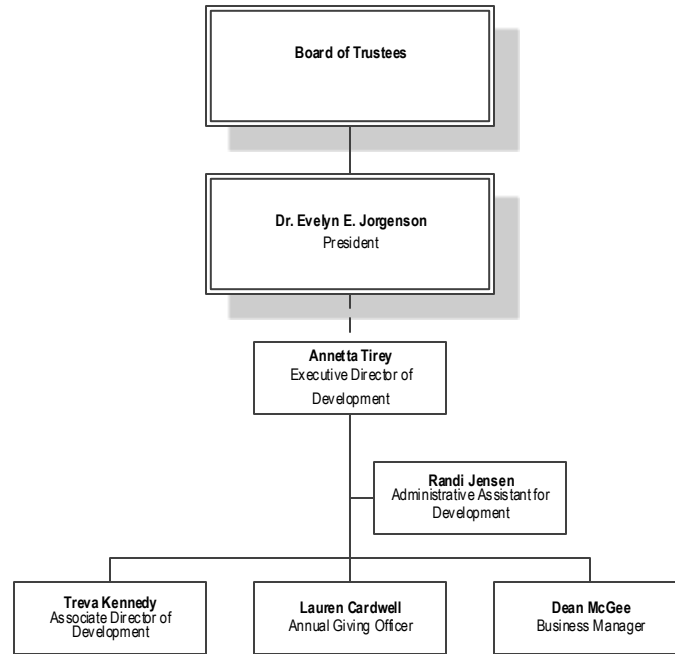 Board of Trustees
Dr. Evelyn E. Jorgenson
President
Annetta Tirey
Executive Director of
Development
Randi Jensen
Administrative Assistant for
Development
Treva Kennedy
Associate Director of
Development
Lauren Cardwell
Annual Giving Officer
Dean McGee
Business Manager